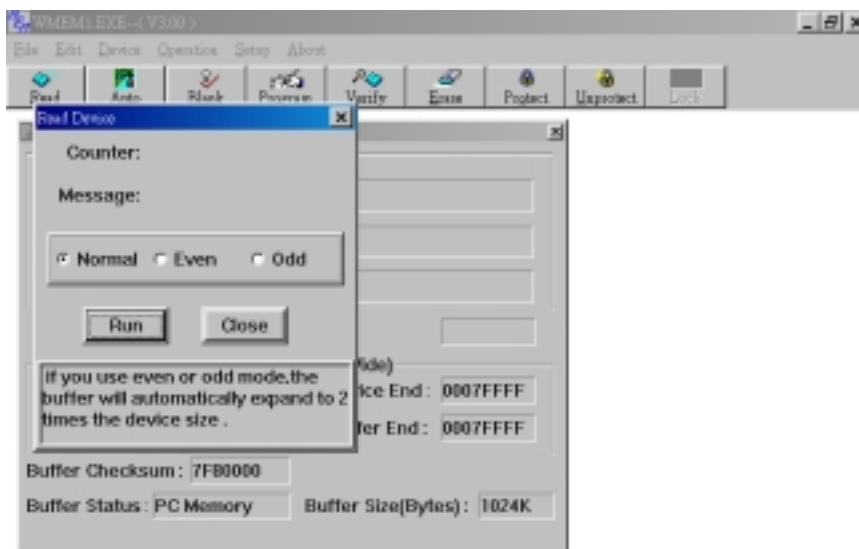 WMEM1.EXE--( V3.00 )
File Edit Device Operation Setup About
Read Auto Blank Program Verify Erase Protect Unprotect Lock
Read Device
Counter:
Message:
Normal Even Odd
Run Close
if you use even or odd mode.the
buffer will automatically expand to 2
times the device size .
ice End : 0007FFFF
fer End : 0007FFFF
Buffer Checksum : 7FB0000
Buffer Status : PC Memory Buffer Size(Bytes) : 1024K